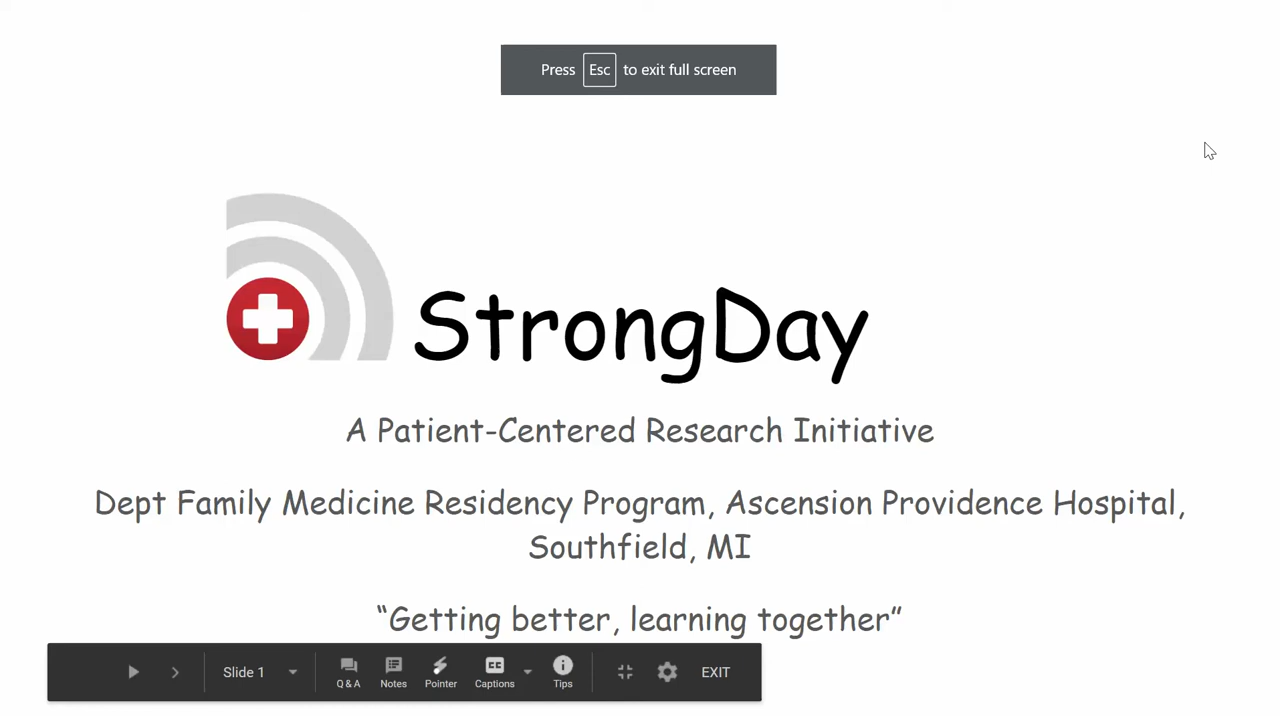 Press Esc to exit full screen
StrongDay
A Patient-Centered Research Initiative
Dept Family Medicine Residency Program, Ascension Providence Hospital,
Southfield, MI
“Getting better, learning together”
Slide 1 Q & A Notes Pointer CC Captions Tips EXIT